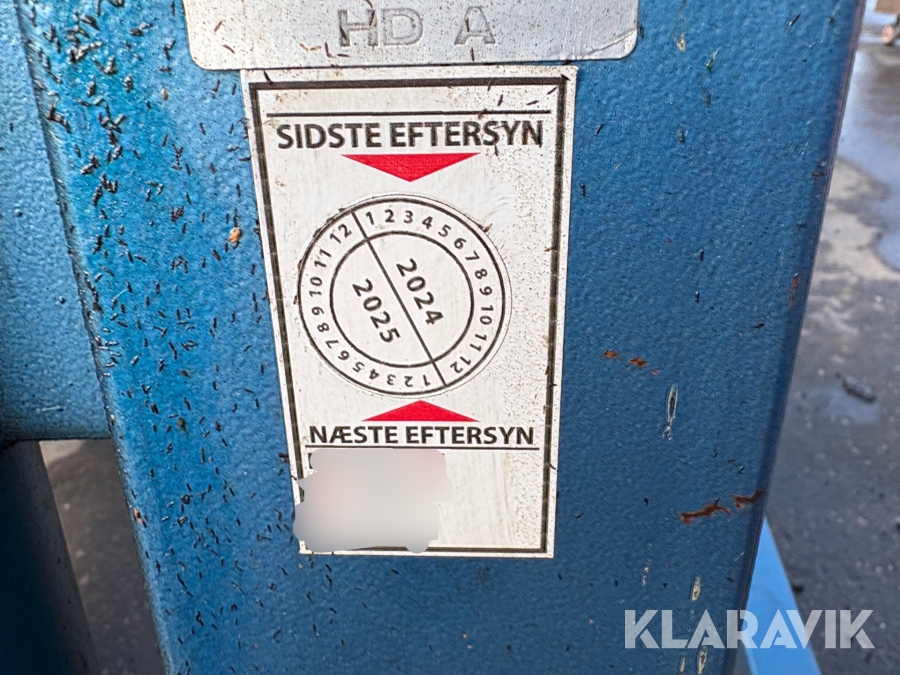 HD A
SIDSTE EFTERSYN
1 2 3 4 5 6 7 8 9 10 11 12
2024
2025
1 2 3 4 5 6 7 8 9 10 11 12
NÆSTE EFTERSYN
KLARAVIK